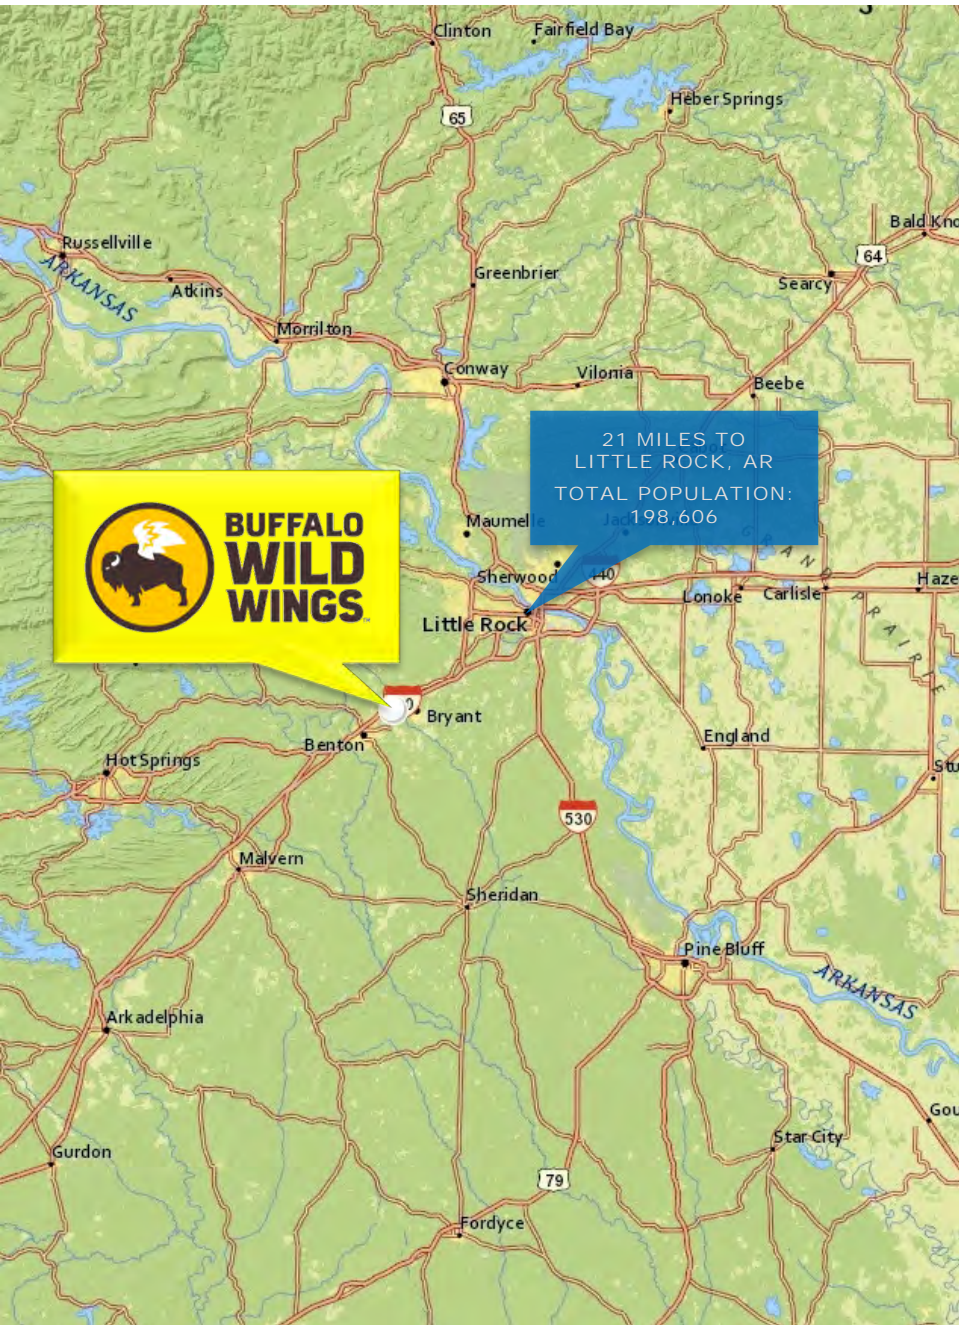 Clinton
Fairfield Bay
65
Heber Springs
Bald Kno
Russellville
64
ARKANSAS
Greenbrier
Searcy
Atkins
Morrilton
Conway
Vilonia
Beebe
21 MILES TO
LITTLE ROCK, AR
TOTAL POPULATION:
198,606
BUFFALO
WILD
WINGS
TM
Maumelle
GRAND PRAIRIE
Sherwood
440
Lonoke
Carlisle
Haze
Little Rock
0
Bryant
Benton
England
Hot Springs
Stu
530
Malvern
Sheridan
Pine Bluff
ARKANSAS
Arkadelphia
Gou
Star City
Gurdon
79
Fordyce